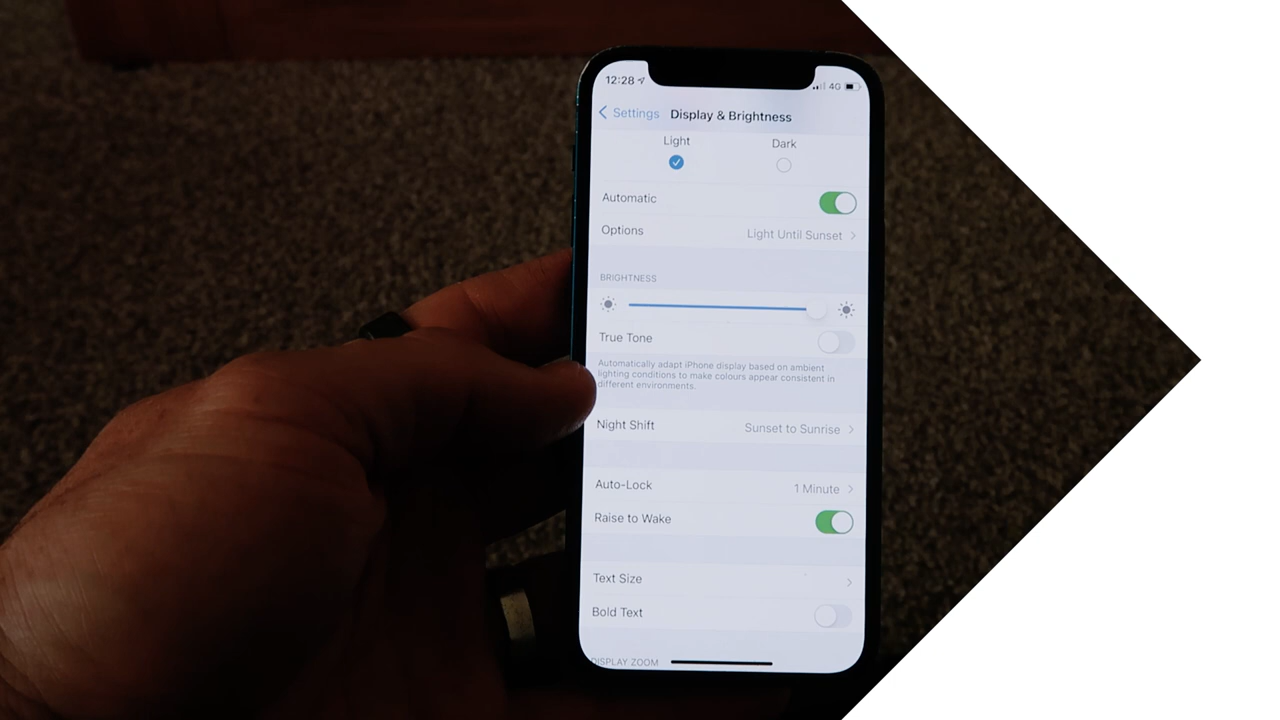 12:28
4G
Settings
Display & Brightness
Light
Dark
Automatic
Options
Light Until Sunset
BRIGHTNESS
True Tone
Automatically adapt iPhone display based on ambient
lighting conditions to make colours appear consistent in
different environments.
Night Shift
Sunset to Sunrise
Auto-Lock
1 Minute
Raise to Wake
Text Size
Bold Text
DISPLAY ZOOM